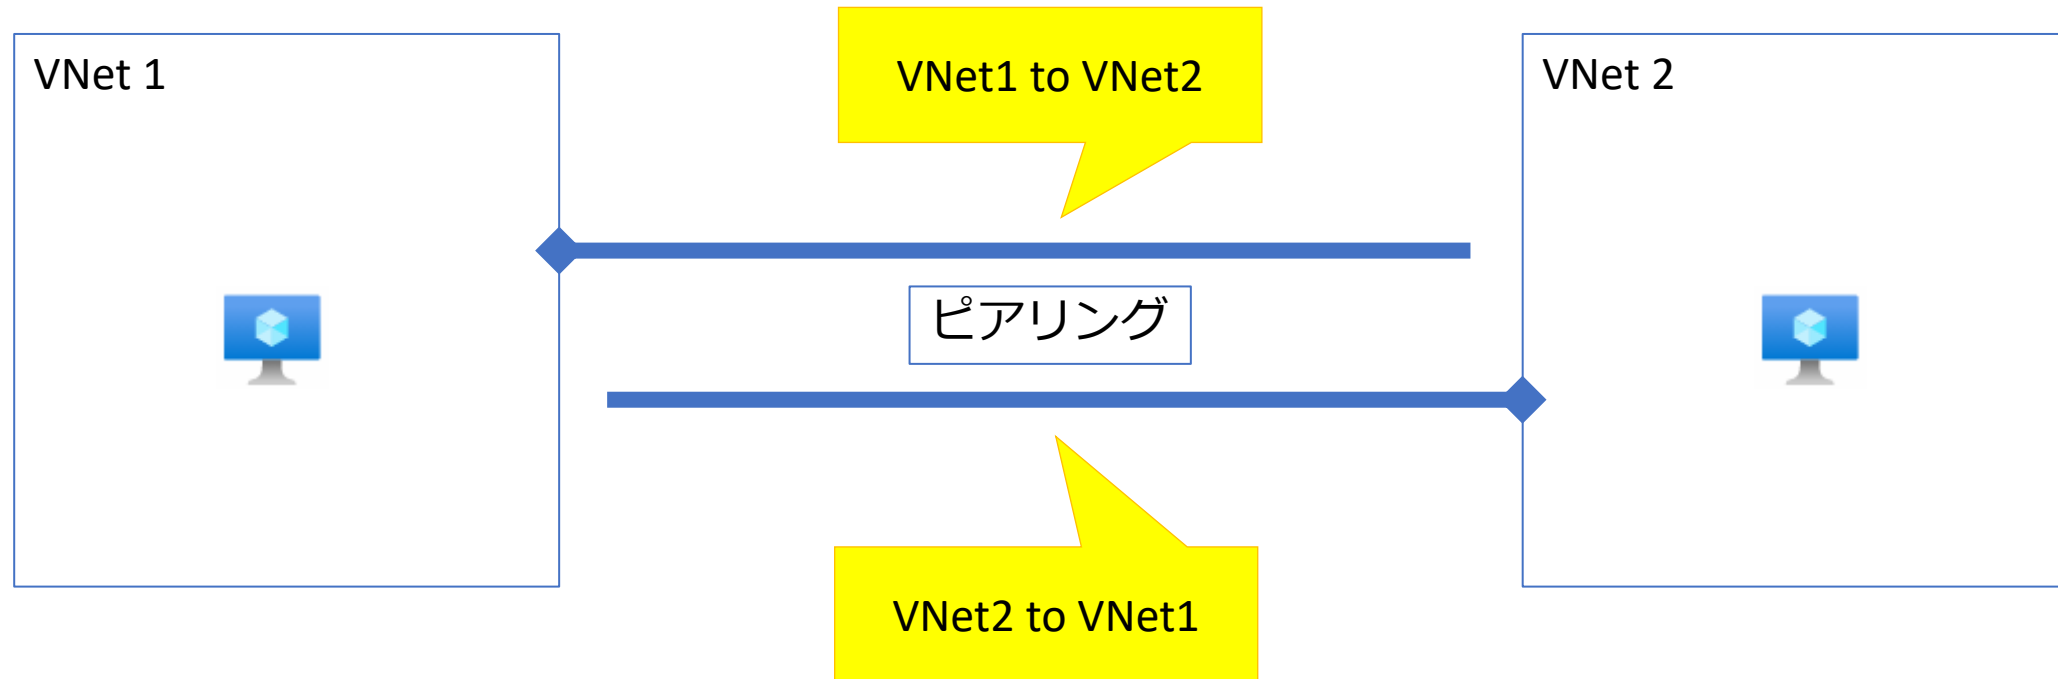 VNet 1
VNet1 to VNet2
VNet 2
ピアリング
VNet2 to VNet1